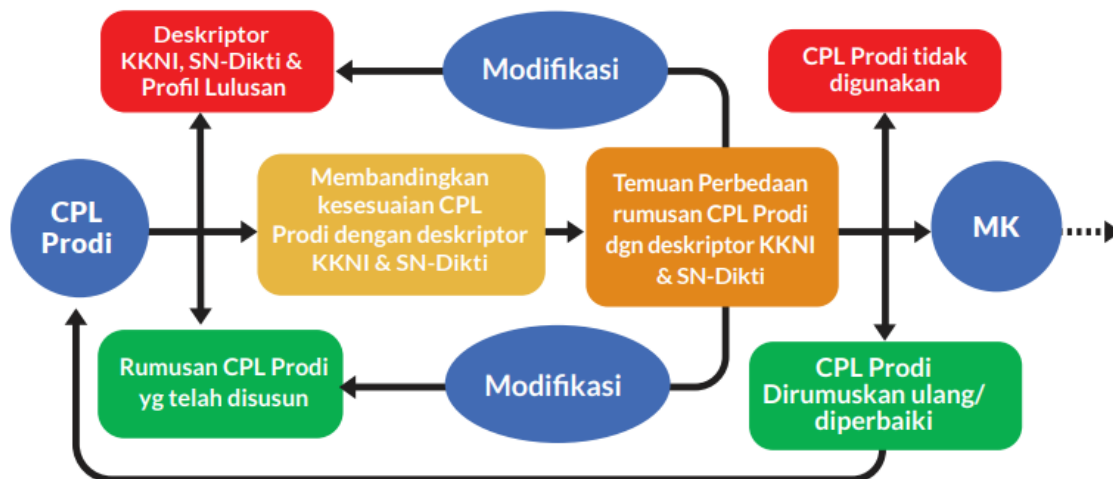 Deskriptor
KKNI, SN-Dikti &
Profil Lulusan
Modifikasi
CPL Prodi tidak
digunakan
CPL
Prodi
Membandingkan
kesesuaian CPL
Prodi dengan deskriptor
KKNI & SN-Dikti
Temuan Perbedaan
rumusan CPL Prodi
dgn deskriptor KKNI
& SN-Dikti
MK
Rumusan CPL Prodi
yg telah disusun
Modifikasi
CPL Prodi
Dirumuskan ulang/
diperbaiki